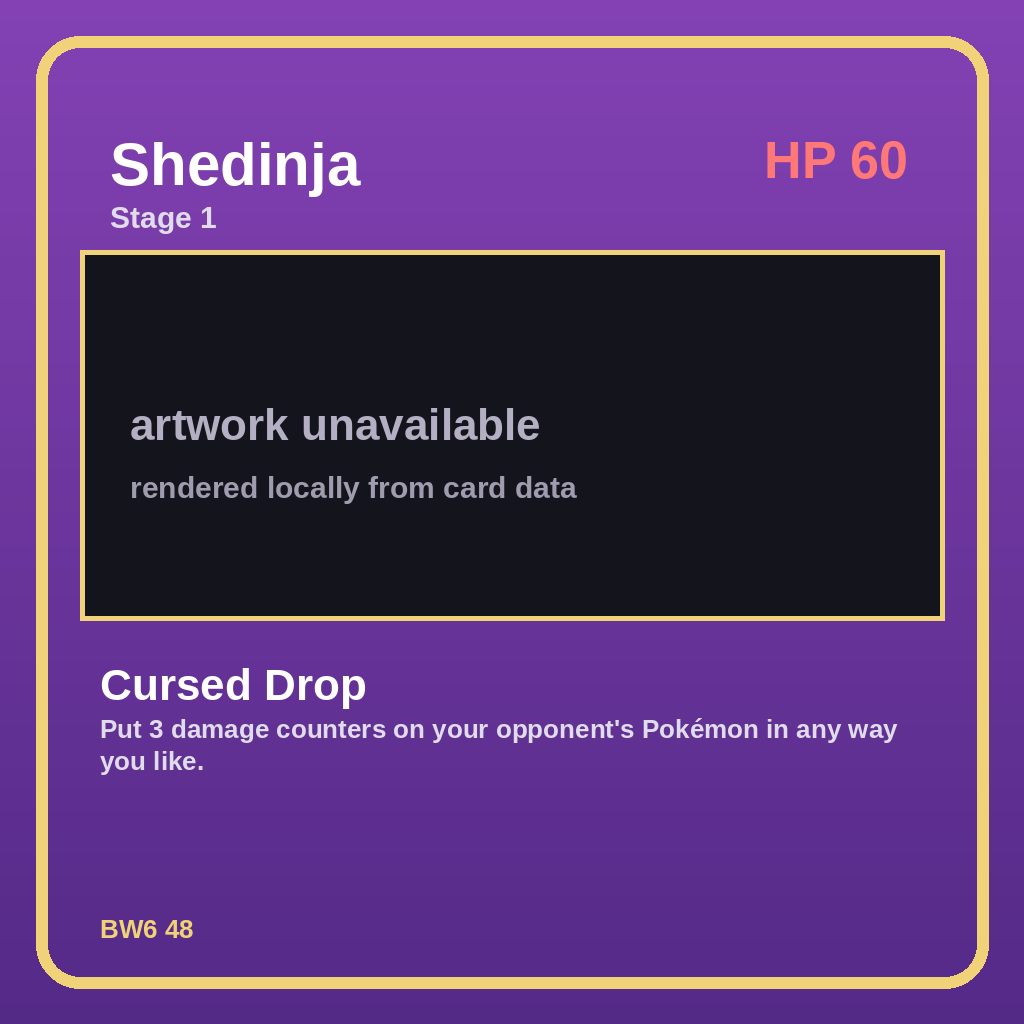 Shedinja
HP 60
Stage 1
artwork unavailable
rendered locally from card data
Cursed Drop
Put 3 damage counters on your opponent's Pokémon in any way
you like.
BW6 48